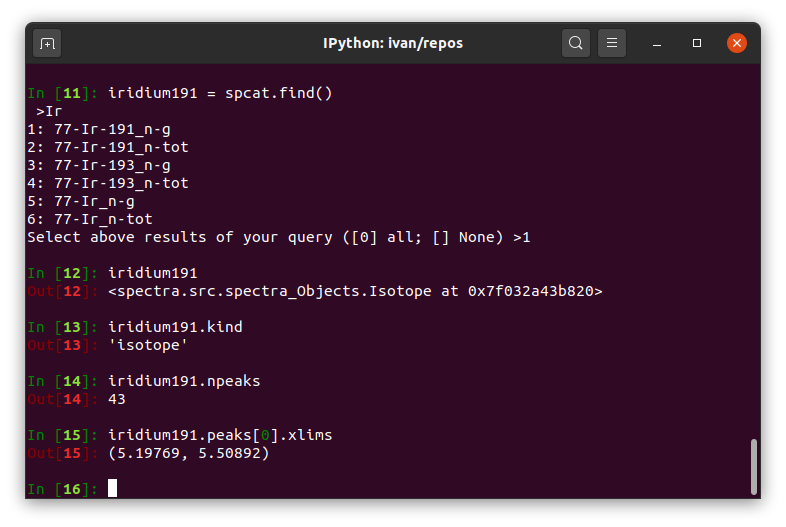 IPython: ivan/repos
In [11]: iridium191 = spcat.find()
>Ir
1: 77-Ir-191_n-g
2: 77-Ir-191_n-tot
3: 77-Ir-193_n-g
4: 77-Ir-193_n-tot
5: 77-Ir_n-g
6: 77-Ir_n-tot
Select above results of your query ([0] all; [] None) >1
In [12]: iridium191
Out[12]: <spectra.src.spectra_Objects.Isotope at 0x7f032a43b820>
In [13]: iridium191.kind
Out[13]: 'isotope'
In [14]: iridium191.npeaks
Out[14]: 43
In [15]: iridium191.peaks[0].xlims
Out[15]: (5.19769, 5.50892)
In [16]: